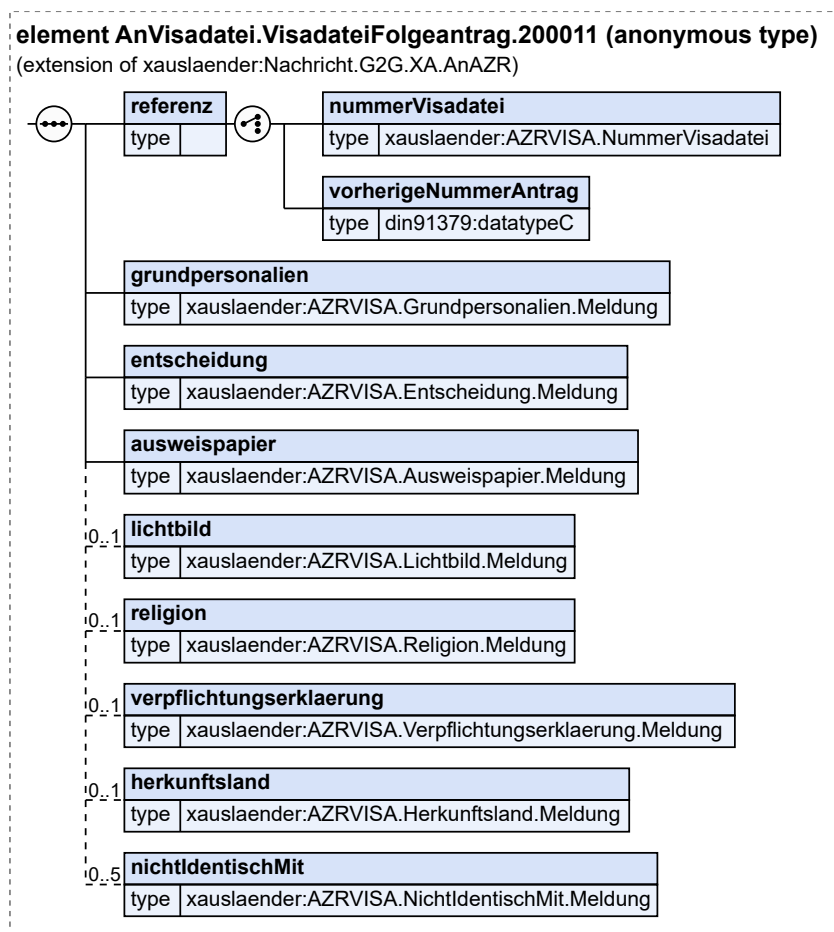 element AnVisadatei.VisadateiFolgeantrag.200011 (anonymous type)
(extension of xauslaender:Nachricht.G2G.XA.AnAZR)
referenz
type
nummerVisadatei
type xauslaender:AZRVISA.NummerVisadatei
vorherigeNummerAntrag
type din91379:datatypeC
grundpersonalien
type xauslaender:AZRVISA.Grundpersonalien.Meldung
entscheidung
type xauslaender:AZRVISA.Entscheidung.Meldung
ausweispapier
type xauslaender:AZRVISA.Ausweispapier.Meldung
0..1 lichtbild
type xauslaender:AZRVISA.Lichtbild.Meldung
0..1 religion
type xauslaender:AZRVISA.Religion.Meldung
0..1 verpflichtungserklaerung
type xauslaender:AZRVISA.Verpflichtungserklaerung.Meldung
0..1 herkunftsland
type xauslaender:AZRVISA.Herkunftsland.Meldung
0..5 nichtIdentischMit
type xauslaender:AZRVISA.NichtIdentischMit.Meldung